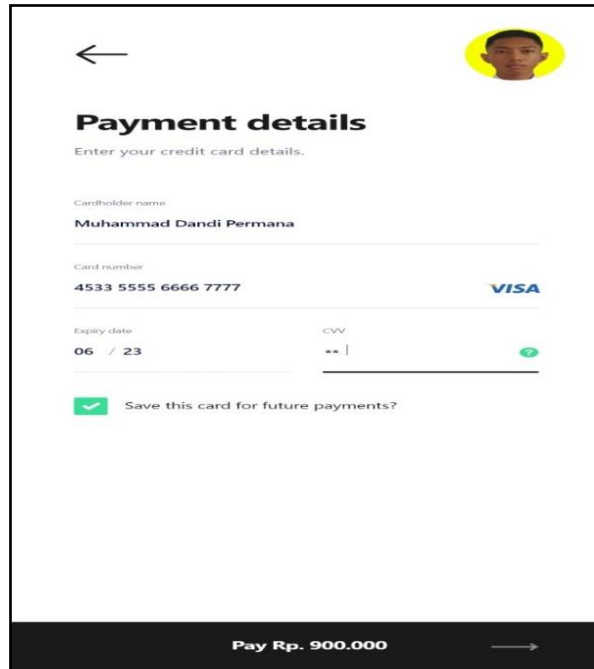 Payment details
Enter your credit card details.
Cardholder name
Muhammad Dandi Permana
Card number
4533 5555 6666 7777 VISA
Expiry date CVV
06 / 23 ** ?
Save this card for future payments?
Pay Rp. 900.000